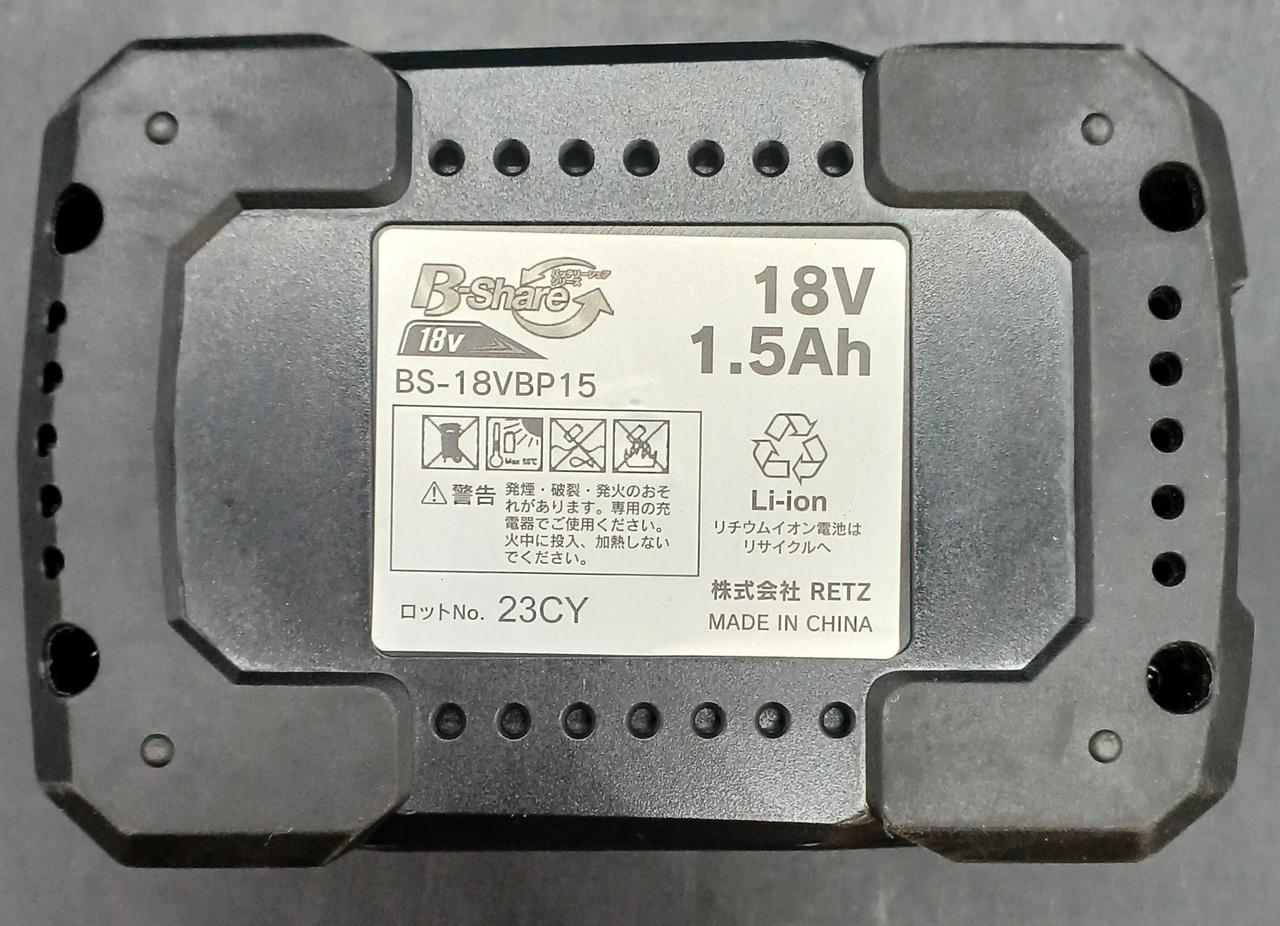 B-Share
バッテリーシェア
シリーズ
18v
BS-18VBP15
18V
1.5Ah
Max 50℃
警告
発煙・破裂・発火のおそ
れがあります。専用の充
電器でご使用ください。
火中に投入、加熱しない
でください。
Li-ion
リチウムイオン電池は
リサイクルへ
ロットNo. 23CY
株式会社 RETZ
MADE IN CHINA